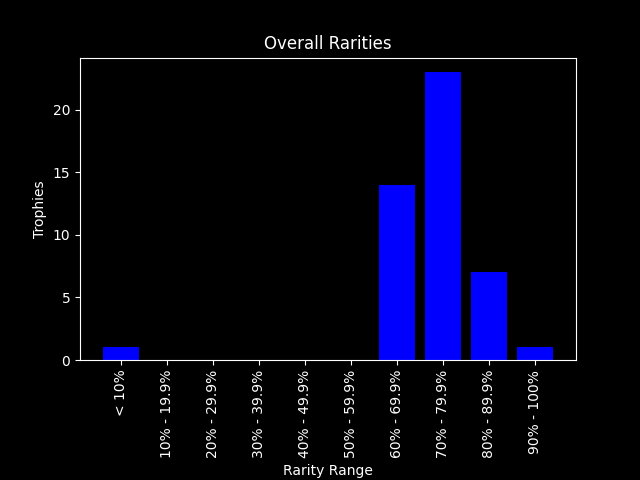 Overall Rarities
Trophies
20
15
10
5
0
< 10%
10% - 19.9%
20% - 29.9%
30% - 39.9%
40% - 49.9%
50% - 59.9%
60% - 69.9%
70% - 79.9%
80% - 89.9%
90% - 100%
Rarity Range